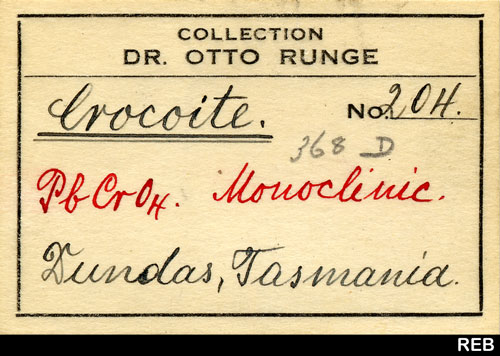 COLLECTION
DR. OTTO RUNGE
Crocoite. No. 204.
368 D
PbCrO4. Monoclinic.
Dundas, Tasmania.
REB